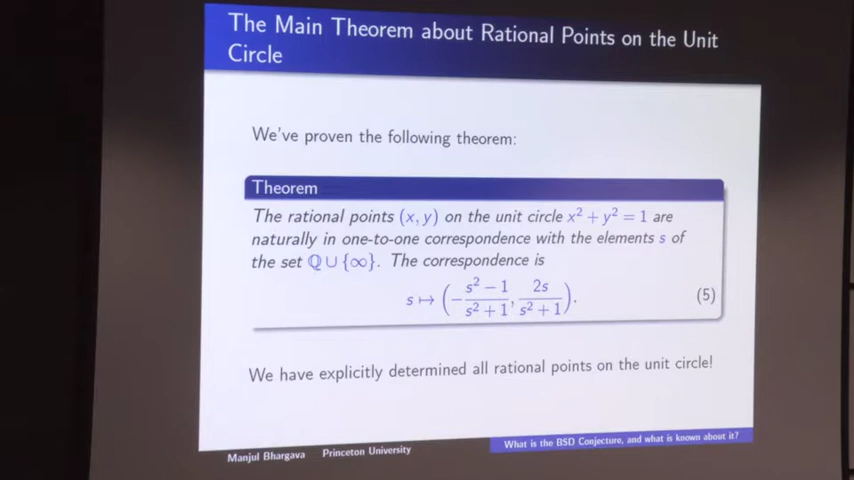 The Main Theorem about Rational Points on the Unit
Circle
We've proven the following theorem:
Theorem
The rational points (x, y) on the unit circle x² + y² = 1 are
naturally in one-to-one correspondence with the elements s of
the set ℚ ∪ {∞}. The correspondence is
s ↦ (−(s² − 1)/(s² + 1), 2s/(s² + 1)). (5)
We have explicitly determined all rational points on the unit circle!
Manjul Bhargava Princeton University What is the BSD Conjecture, and what is known about it?